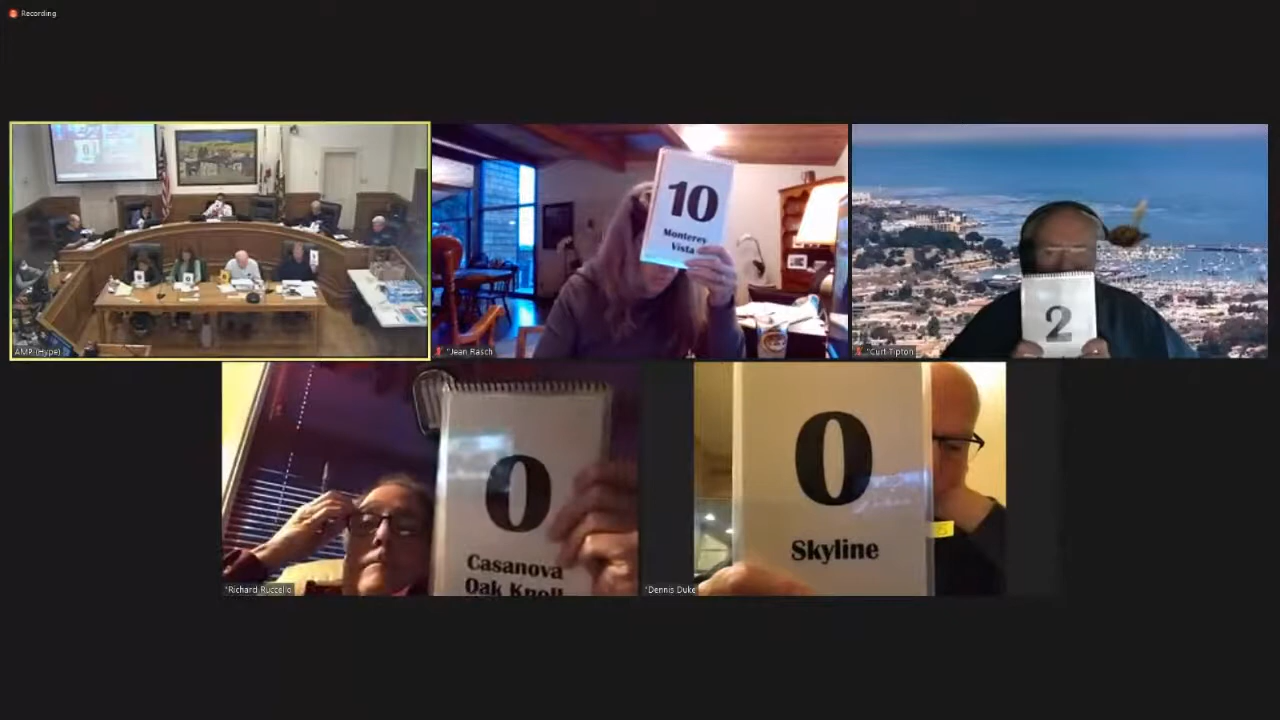 Recording
AMP (Hype)
10
Monterey
Vista
"Jean Rasch
2
"Curt Tipton
0
Casanova
Oak Knoll
"Richard Ruccello
0
Skyline
"Dennis Duke